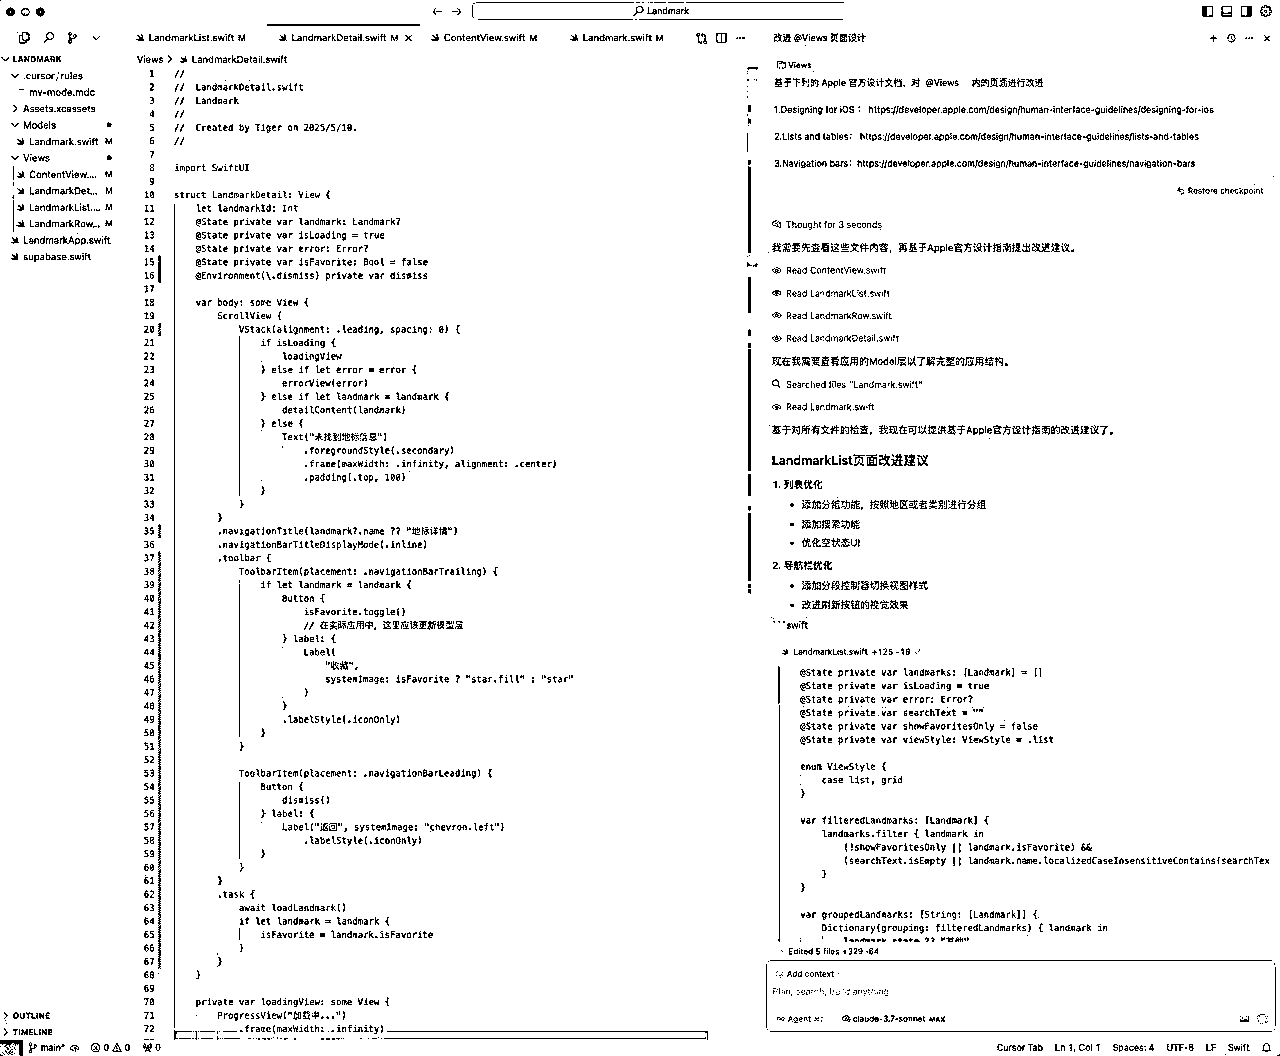 Landmark
LandmarkList.swift M
LandmarkDetail.swift M ×
ContentView.swift M
Landmark.swift M
改进 @Views 页面设计
LANDMARK
.cursor/rules
mv-mode.mdc
Assets.xcassets
Models
Landmark.swift M
Views
ContentView.... M
LandmarkDet... M
LandmarkList.... M
LandmarkRow... M
LandmarkApp.swift
supabase.swift
OUTLINE
TIMELINE
Views > LandmarkDetail.swift
1 //
2 // LandmarkDetail.swift
3 // Landmark
4 //
5 // Created by Tiger on 2025/5/10.
6 //
7
8 import SwiftUI
9
10 struct LandmarkDetail: View {
11 let landmarkId: Int
12 @State private var landmark: Landmark?
13 @State private var isLoading = true
14 @State private var error: Error?
15 @State private var isFavorite: Bool = false
16 @Environment(\.dismiss) private var dismiss
17
18 var body: some View {
19 ScrollView {
20 VStack(alignment: .leading, spacing: 0) {
21 if isLoading {
22 loadingView
23 } else if let error = error {
24 errorView(error)
25 } else if let landmark = landmark {
26 detailContent(landmark)
27 } else {
28 Text("未找到地标信息")
29 .foregroundStyle(.secondary)
30 .frame(maxWidth: .infinity, alignment: .center)
31 .padding(.top, 100)
32 }
33 }
34 }
35 .navigationTitle(landmark?.name ?? "地标详情")
36 .navigationBarTitleDisplayMode(.inline)
37 .toolbar {
38 ToolbarItem(placement: .navigationBarTrailing) {
39 if let landmark = landmark {
40 Button {
41 isFavorite.toggle()
42 // 在实际应用中，这里应该更新模型层
43 } label: {
44 Label(
45 "收藏",
46 systemImage: isFavorite ? "star.fill" : "star"
47 )
48 }
49 .labelStyle(.iconOnly)
50 }
51 }
52
53 ToolbarItem(placement: .navigationBarLeading) {
54 Button {
55 dismiss()
56 } label: {
57 Label("返回", systemImage: "chevron.left")
58 .labelStyle(.iconOnly)
59 }
60 }
61 }
62 .task {
63 await loadLandmark()
64 if let landmark = landmark {
65 isFavorite = landmark.isFavorite
66 }
67 }
68 }
69
70 private var loadingView: some View {
71 ProgressView("加载中...")
72 .frame(maxWidth: .infinity)
Views
基于下列的 Apple 官方设计文档，对 @Views 内的页面进行改进
1.Designing for iOS： https://developer.apple.com/design/human-interface-guidelines/designing-for-ios
2.Lists and tables： https://developer.apple.com/design/human-interface-guidelines/lists-and-tables
3.Navigation bars：https://developer.apple.com/design/human-interface-guidelines/navigation-bars
Restore checkpoint
Thought for 3 seconds
我需要先查看这些文件内容，再基于Apple官方设计指南提出改进建议。
Read ContentView.swift
Read LandmarkList.swift
Read LandmarkRow.swift
Read LandmarkDetail.swift
现在我需要查看应用的Model层以了解完整的应用结构。
Searched files "Landmark.swift"
Read Landmark.swift
基于对所有文件的检查，我现在可以提供基于Apple官方设计指南的改进建议了。
LandmarkList页面改进建议
1. 列表优化
• 添加分组功能，按照地区或者类别进行分组
• 添加搜索功能
• 优化空状态UI
2. 导航栏优化
• 添加分段控制器切换视图样式
• 改进刷新按钮的视觉效果
```swift
LandmarkList.swift +125 -18
@State private var landmarks: [Landmark] = []
@State private var isLoading = true
@State private var error: Error?
@State private var searchText = ""
@State private var showFavoritesOnly = false
@State private var viewStyle: ViewStyle = .list
enum ViewStyle {
case list, grid
}
var filteredLandmarks: [Landmark] {
landmarks.filter { landmark in
(!showFavoritesOnly || landmark.isFavorite) &&
(searchText.isEmpty || landmark.name.localizedCaseInsensitiveContains(searchTex
}
}
var groupedLandmarks: [String: [Landmark]] {
Dictionary(grouping: filteredLandmarks) { landmark in
landmark.state ?? "其他"
Edited 5 files +329 -64
Add context
Plan, search, build anything
Agent claude-3.7-sonnet MAX
main* 0 0 0
Cursor Tab Ln 1, Col 1 Spaces: 4 UTF-8 LF Swift